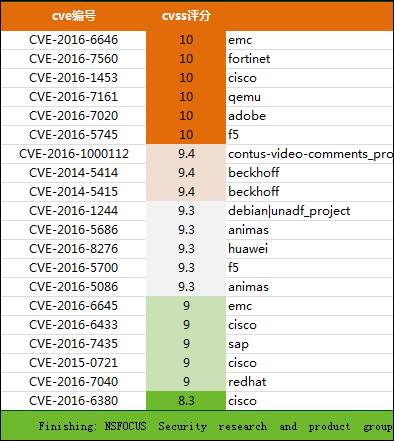 cve编号 cvss评分
CVE-2016-6646 10 emc
CVE-2016-7560 10 fortinet
CVE-2016-1453 10 cisco
CVE-2016-7161 10 qemu
CVE-2016-7020 10 adobe
CVE-2016-5745 10 f5
CVE-2016-1000112 9.4 contus-video-comments_pro
CVE-2014-5414 9.4 beckhoff
CVE-2014-5415 9.4 beckhoff
CVE-2016-1244 9.3 debian|unadf_project
CVE-2016-5686 9.3 animas
CVE-2016-8276 9.3 huawei
CVE-2016-5700 9.3 f5
CVE-2016-5086 9.3 animas
CVE-2016-6645 9 emc
CVE-2016-6433 9 cisco
CVE-2016-7435 9 sap
CVE-2015-0721 9 cisco
CVE-2016-7040 9 redhat
CVE-2016-6380 8.3 cisco
Finishing: NSFOCUS Security research and product group